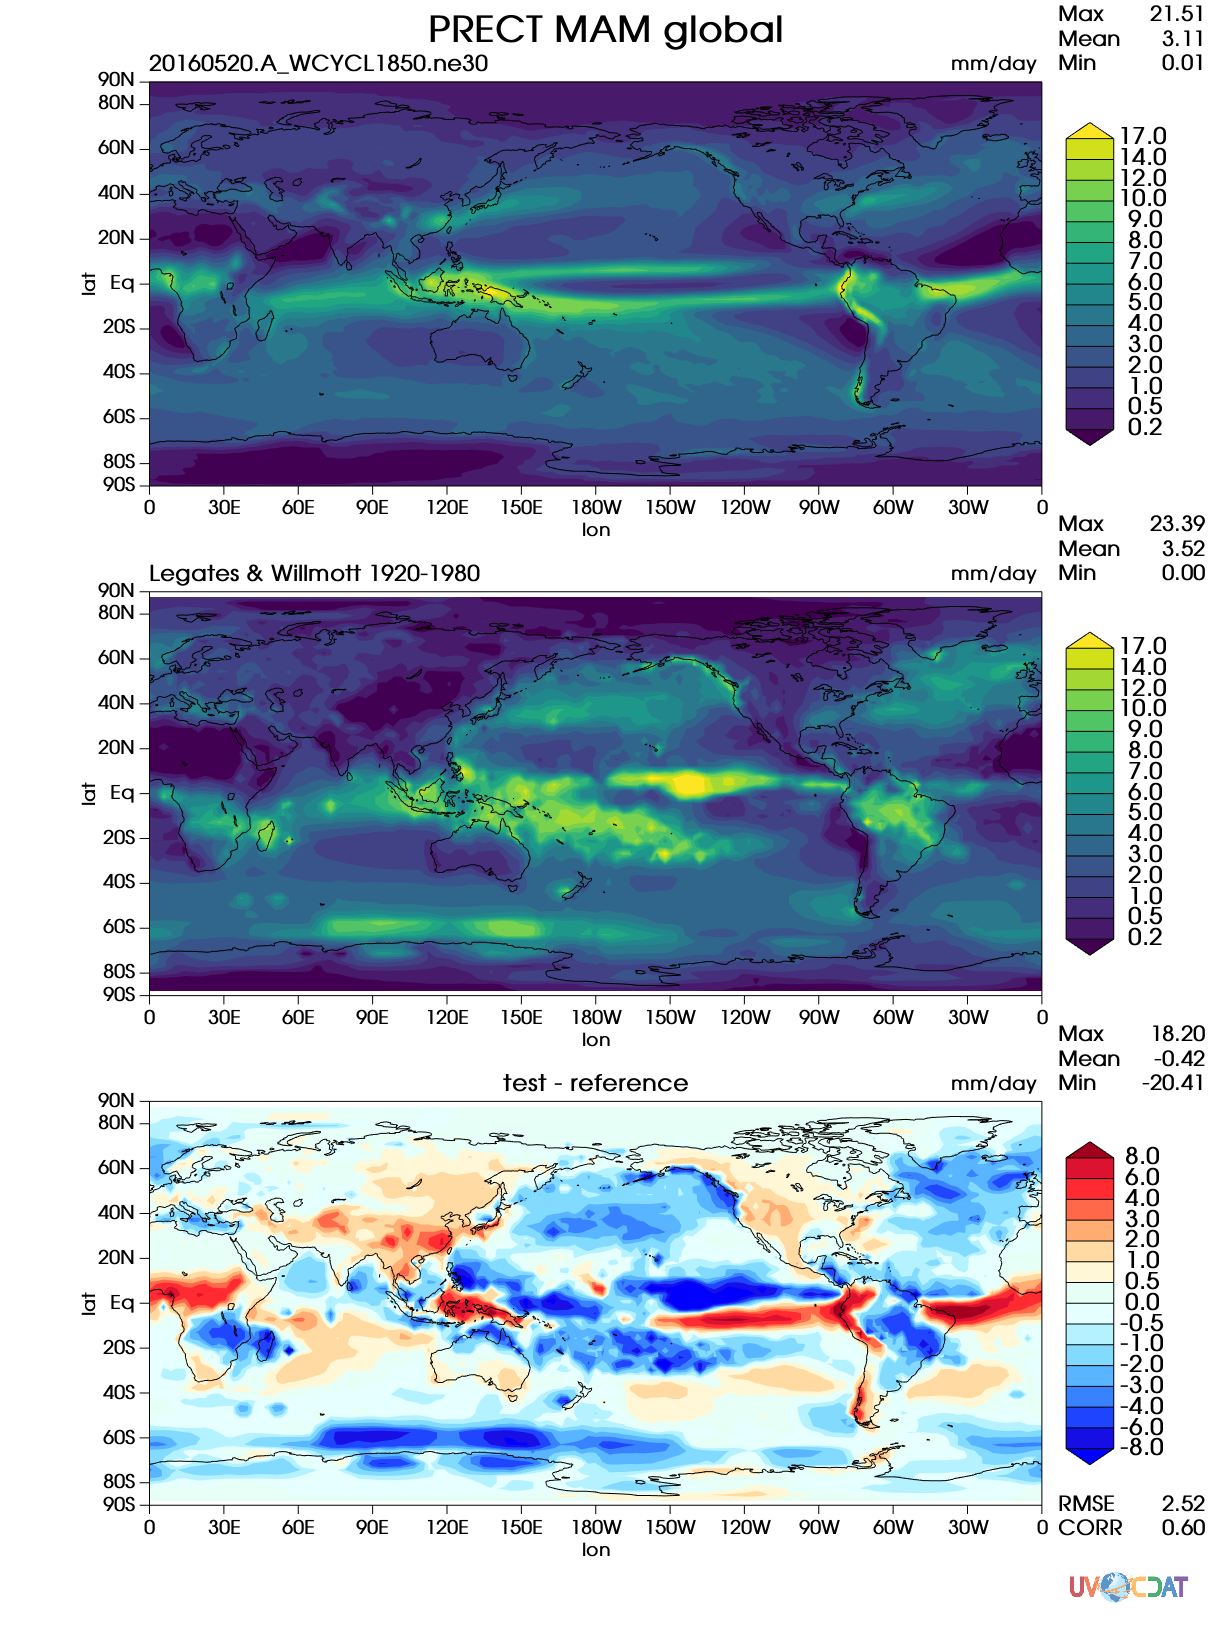 PRECT MAM global
Max 21.51
Mean 3.11
Min 0.01
20160520.A_WCYCL1850.ne30
mm/day
90N
80N
60N
40N
20N
Eq
20S
40S
60S
80S
90S
lat
0 30E 60E 90E 120E 150E 180W 150W 120W 90W 60W 30W 0
lon
17.0
14.0
12.0
10.0
9.0
8.0
7.0
6.0
5.0
4.0
3.0
2.0
1.0
0.5
0.2
Max 23.39
Mean 3.52
Min 0.00
Legates & Willmott 1920-1980
mm/day
90N
80N
60N
40N
20N
Eq
20S
40S
60S
80S
90S
lat
0 30E 60E 90E 120E 150E 180W 150W 120W 90W 60W 30W 0
lon
17.0
14.0
12.0
10.0
9.0
8.0
7.0
6.0
5.0
4.0
3.0
2.0
1.0
0.5
0.2
Max 18.20
Mean -0.42
Min -20.41
test - reference
mm/day
90N
80N
60N
40N
20N
Eq
20S
40S
60S
80S
90S
lat
0 30E 60E 90E 120E 150E 180W 150W 120W 90W 60W 30W 0
lon
8.0
6.0
4.0
3.0
2.0
1.0
0.5
0.0
-0.5
-1.0
-2.0
-3.0
-4.0
-6.0
-8.0
RMSE 2.52
CORR 0.60
UV CDAT